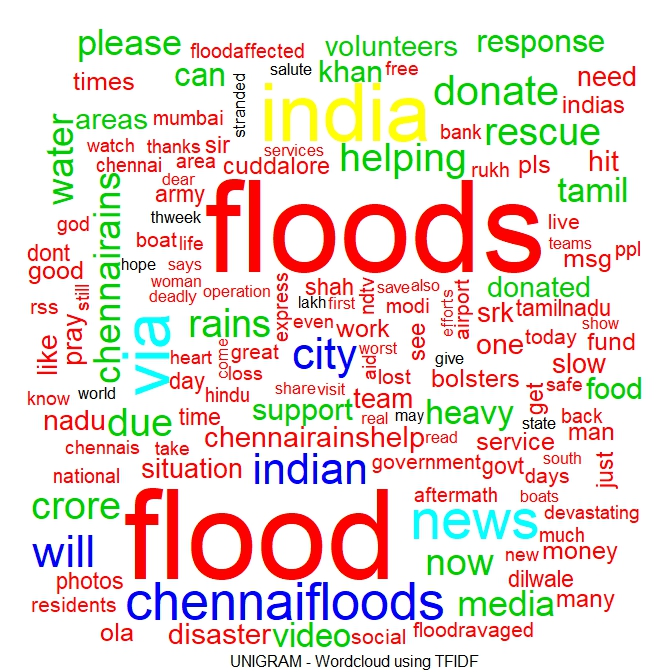 please
floodaffected
volunteers
response
times
can
stranded
salute
khan
free
donate
need
indias
water
areas
mumbai
india
bank
rescue
watch
thanks
sir
services
helping
rukh
pls
hit
chennai
area
cuddalore
dear
army
tamil
chennairains
god
thweek
floods
live
boat
life
teams
dont
good
hope
says
msg
ppl
woman
deadly
operation
express
shah
ndtv
save
also
airport
donated
rss
still
lakh
first
modi
efforts
srk
tamilnadu
like
pray
via
rains
even
work
see
show
one
today
fund
heart
come
great
city
worst
give
slow
day
loss
aid
lost
bolsters
get
safe
food
know
world
hindu
share
visit
team
nadu
due
time
support
real
may
heavy
state
back
man
chennais
take
chennairainshelp
read
service
national
situation
indian
government
govt
south
days
just
crore
flood
aftermath
boats
news
devastating
much
will
now
new
money
photos
dilwale
residents
chennaifloods
media
many
ola
disaster
video
social
floodravaged
UNIGRAM - Wordcloud using TFIDF